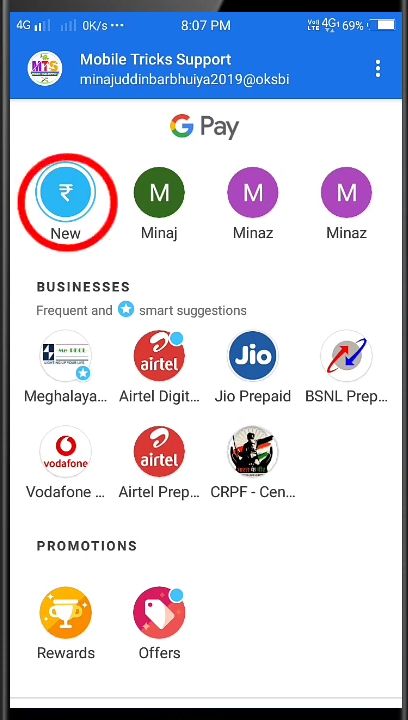 4G 0K/s ··· 8:07 PM VoLTE 4G 69%
MTS Mobile Tricks Support
minajuddinbarbhuiya2019@oksbi
G Pay
₹ M M M
New Minaj Minaz Minaz
BUSINESSES
Frequent and smart suggestions
airtel Jio
Meghalaya... Airtel Digit... Jio Prepaid BSNL Prep...
vodafone airtel
Vodafone ... Airtel Prep... CRPF - Cen...
PROMOTIONS
Rewards Offers